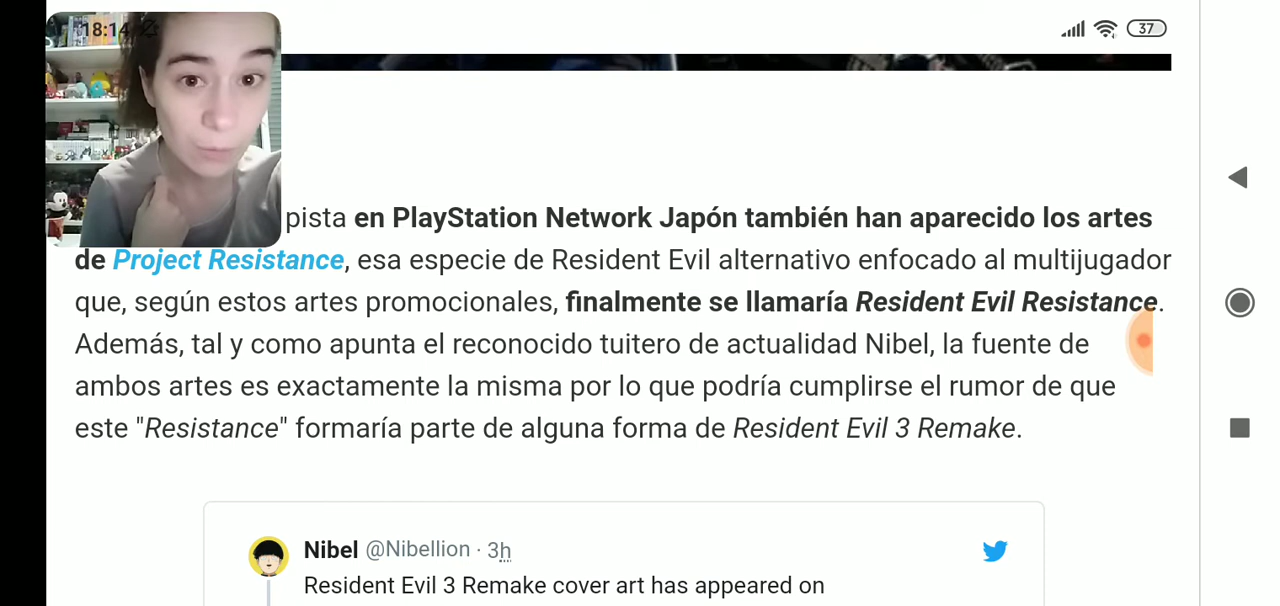 18:14
37
pista en PlayStation Network Japón también han aparecido los artes
de Project Resistance, esa especie de Resident Evil alternativo enfocado al multijugador
que, según estos artes promocionales, finalmente se llamaría Resident Evil Resistance.
Además, tal y como apunta el reconocido tuitero de actualidad Nibel, la fuente de
ambos artes es exactamente la misma por lo que podría cumplirse el rumor de que
este "Resistance" formaría parte de alguna forma de Resident Evil 3 Remake.
Nibel @Nibellion · 3h
Resident Evil 3 Remake cover art has appeared on